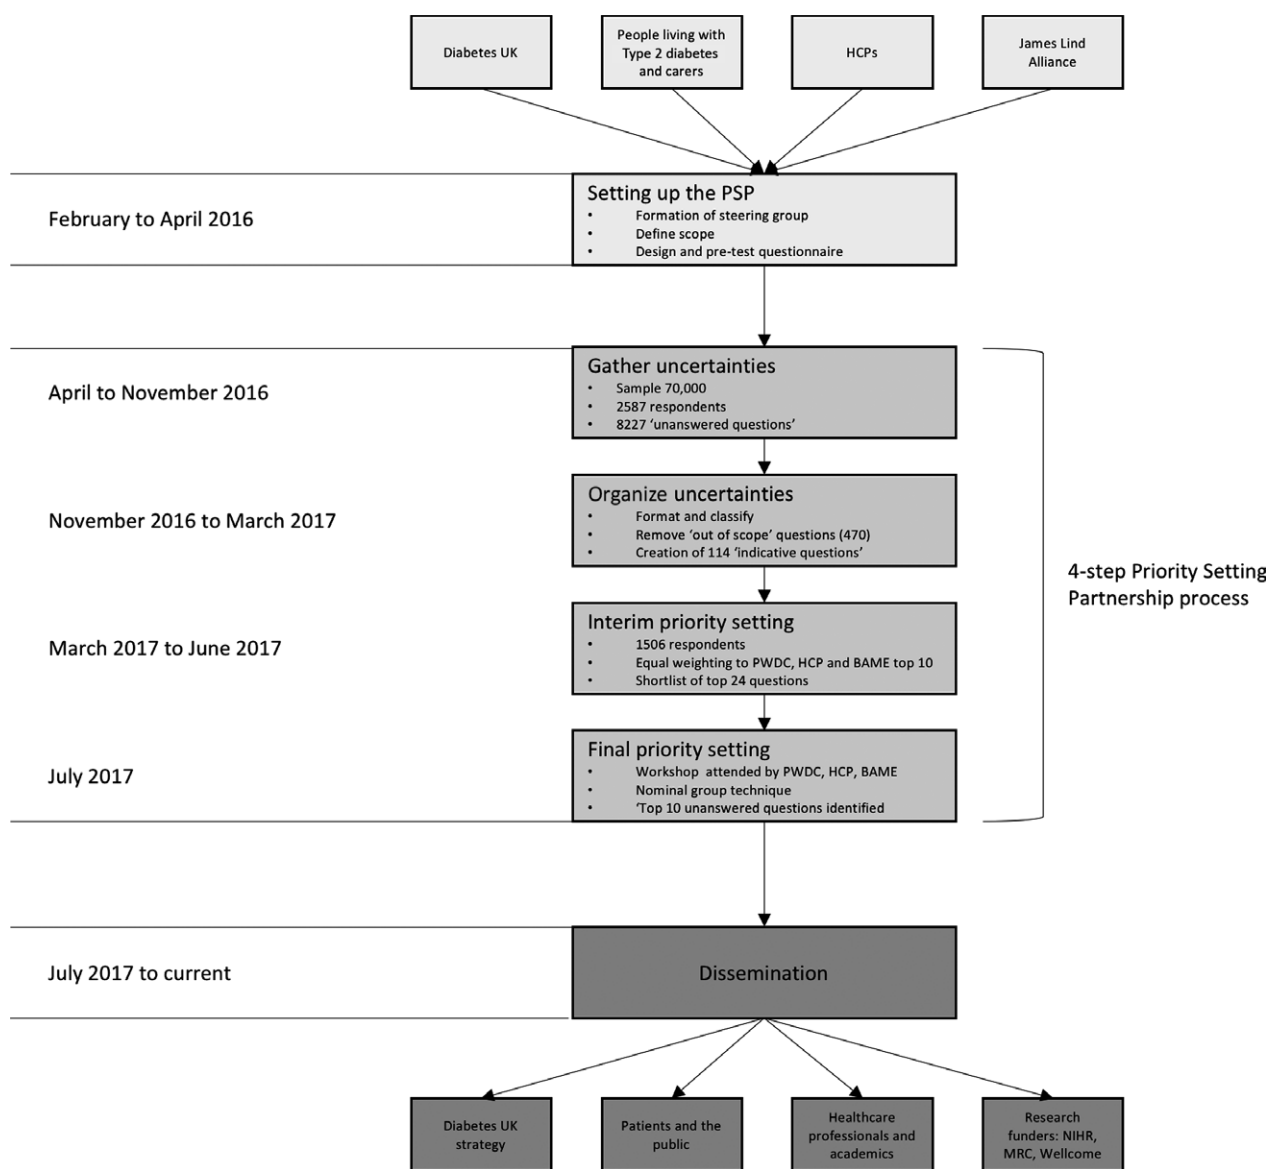 Diabetes UK
People living with
Type 2 diabetes
and carers
HCPs
James Lind
Alliance
February to April 2016
Setting up the PSP
• Formation of steering group
• Define scope
• Design and pre-test questionnaire
April to November 2016
Gather uncertainties
• Sample 70,000
• 2587 respondents
• 8227 ‘unanswered questions’
November 2016 to March 2017
Organize uncertainties
• Format and classify
• Remove ‘out of scope’ questions (470)
• Creation of 114 ‘indicative questions’
4-step Priority Setting
Partnership process
March 2017 to June 2017
Interim priority setting
• 1506 respondents
• Equal weighting to PWDC, HCP and BAME top 10
• Shortlist of top 24 questions
July 2017
Final priority setting
• Workshop attended by PWDC, HCP, BAME
• Nominal group technique
• ‘Top 10 unanswered questions identified
July 2017 to current
Dissemination
Diabetes UK
strategy
Patients and the
public
Healthcare
professionals and
academics
Research
funders: NIHR,
MRC, Wellcome